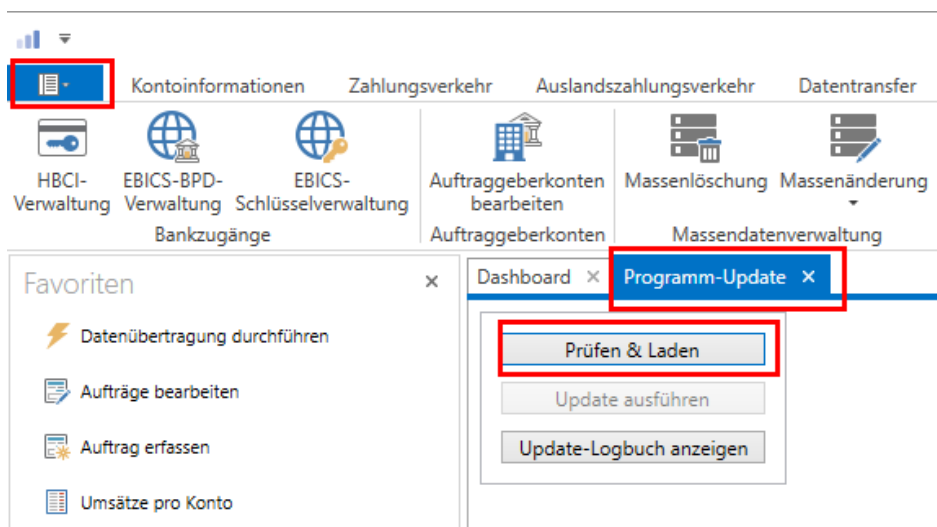 Kontoinformationen Zahlungsverkehr Auslandszahlungsverkehr Datentransfer
HBCI-
Verwaltung
EBICS-BPD-
Verwaltung
EBICS-
Schlüsselverwaltung
Auftraggeberkonten
bearbeiten
Massenlöschung
Massenänderung
Bankzugänge Auftraggeberkonten Massendatenverwaltung
Favoriten
Datenübertragung durchführen
Aufträge bearbeiten
Auftrag erfassen
Umsätze pro Konto
Dashboard Programm-Update
Prüfen & Laden
Update ausführen
Update-Logbuch anzeigen